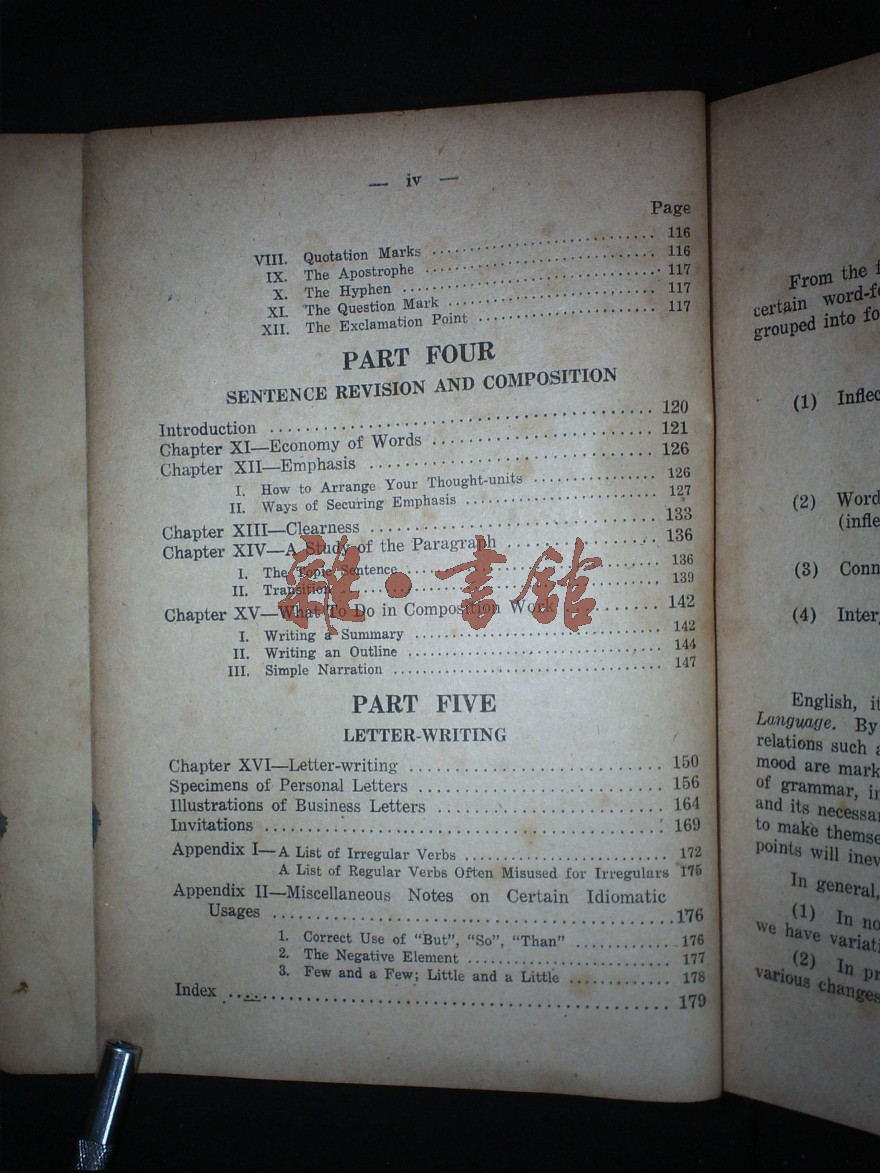 — iv —
Page
VIII. Quotation Marks 116
IX. The Apostrophe 116
X. The Hyphen 117
XI. The Question Mark 117
XII. The Exclamation Point 117
PART FOUR
SENTENCE REVISION AND COMPOSITION
Introduction 120
Chapter XI—Economy of Words 121
Chapter XII—Emphasis 126
I. How to Arrange Your Thought-units 126
II. Ways of Securing Emphasis 127
Chapter XIII—Clearness 133
Chapter XIV—A Study of the Paragraph 136
I. The Topic Sentence 136
II. Transition 139
Chapter XV—What To Do in Composition Work 142
I. Writing a Summary 142
II. Writing an Outline 144
III. Simple Narration 147
PART FIVE
LETTER-WRITING
Chapter XVI—Letter-writing 150
Specimens of Personal Letters 156
Illustrations of Business Letters 164
Invitations 169
Appendix I—A List of Irregular Verbs 172
A List of Regular Verbs Often Misused for Irregulars 175
Appendix II—Miscellaneous Notes on Certain Idiomatic
Usages 176
1. Correct Use of "But", "So", "Than" 176
2. The Negative Element 177
3. Few and a Few; Little and a Little 178
Index 179
雜·書館
From the
certain word-
grouped into
(1) Inflec
(2) Word
(infle
(3) Conn
(4) Inter
English, it
Language. By
relations such
mood are mark
of grammar, in
and its necessa
to make themse
points will inev
In general,
(1) In no
we have variati
(2) In pr
various changes